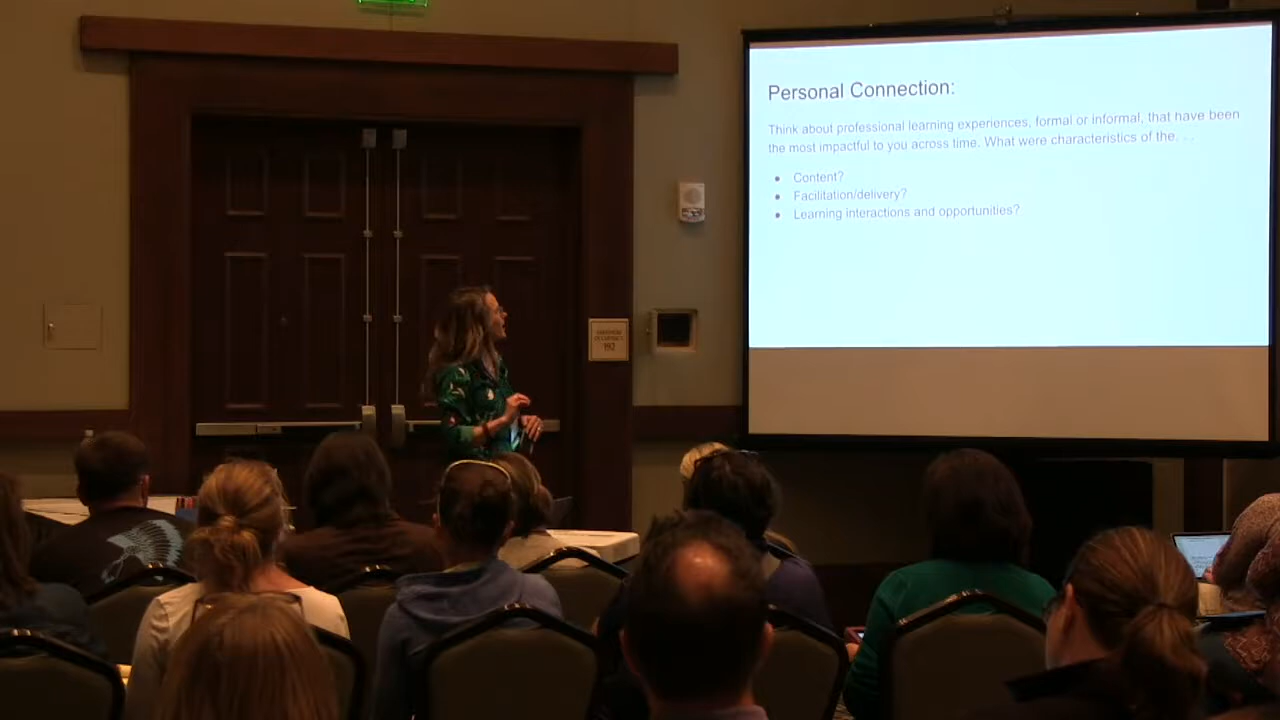 Personal Connection:
Think about professional learning experiences, formal or informal, that have been
the most impactful to you across time. What were characteristics of the. . .
• Content?
• Facilitation/delivery?
• Learning interactions and opportunities?
192